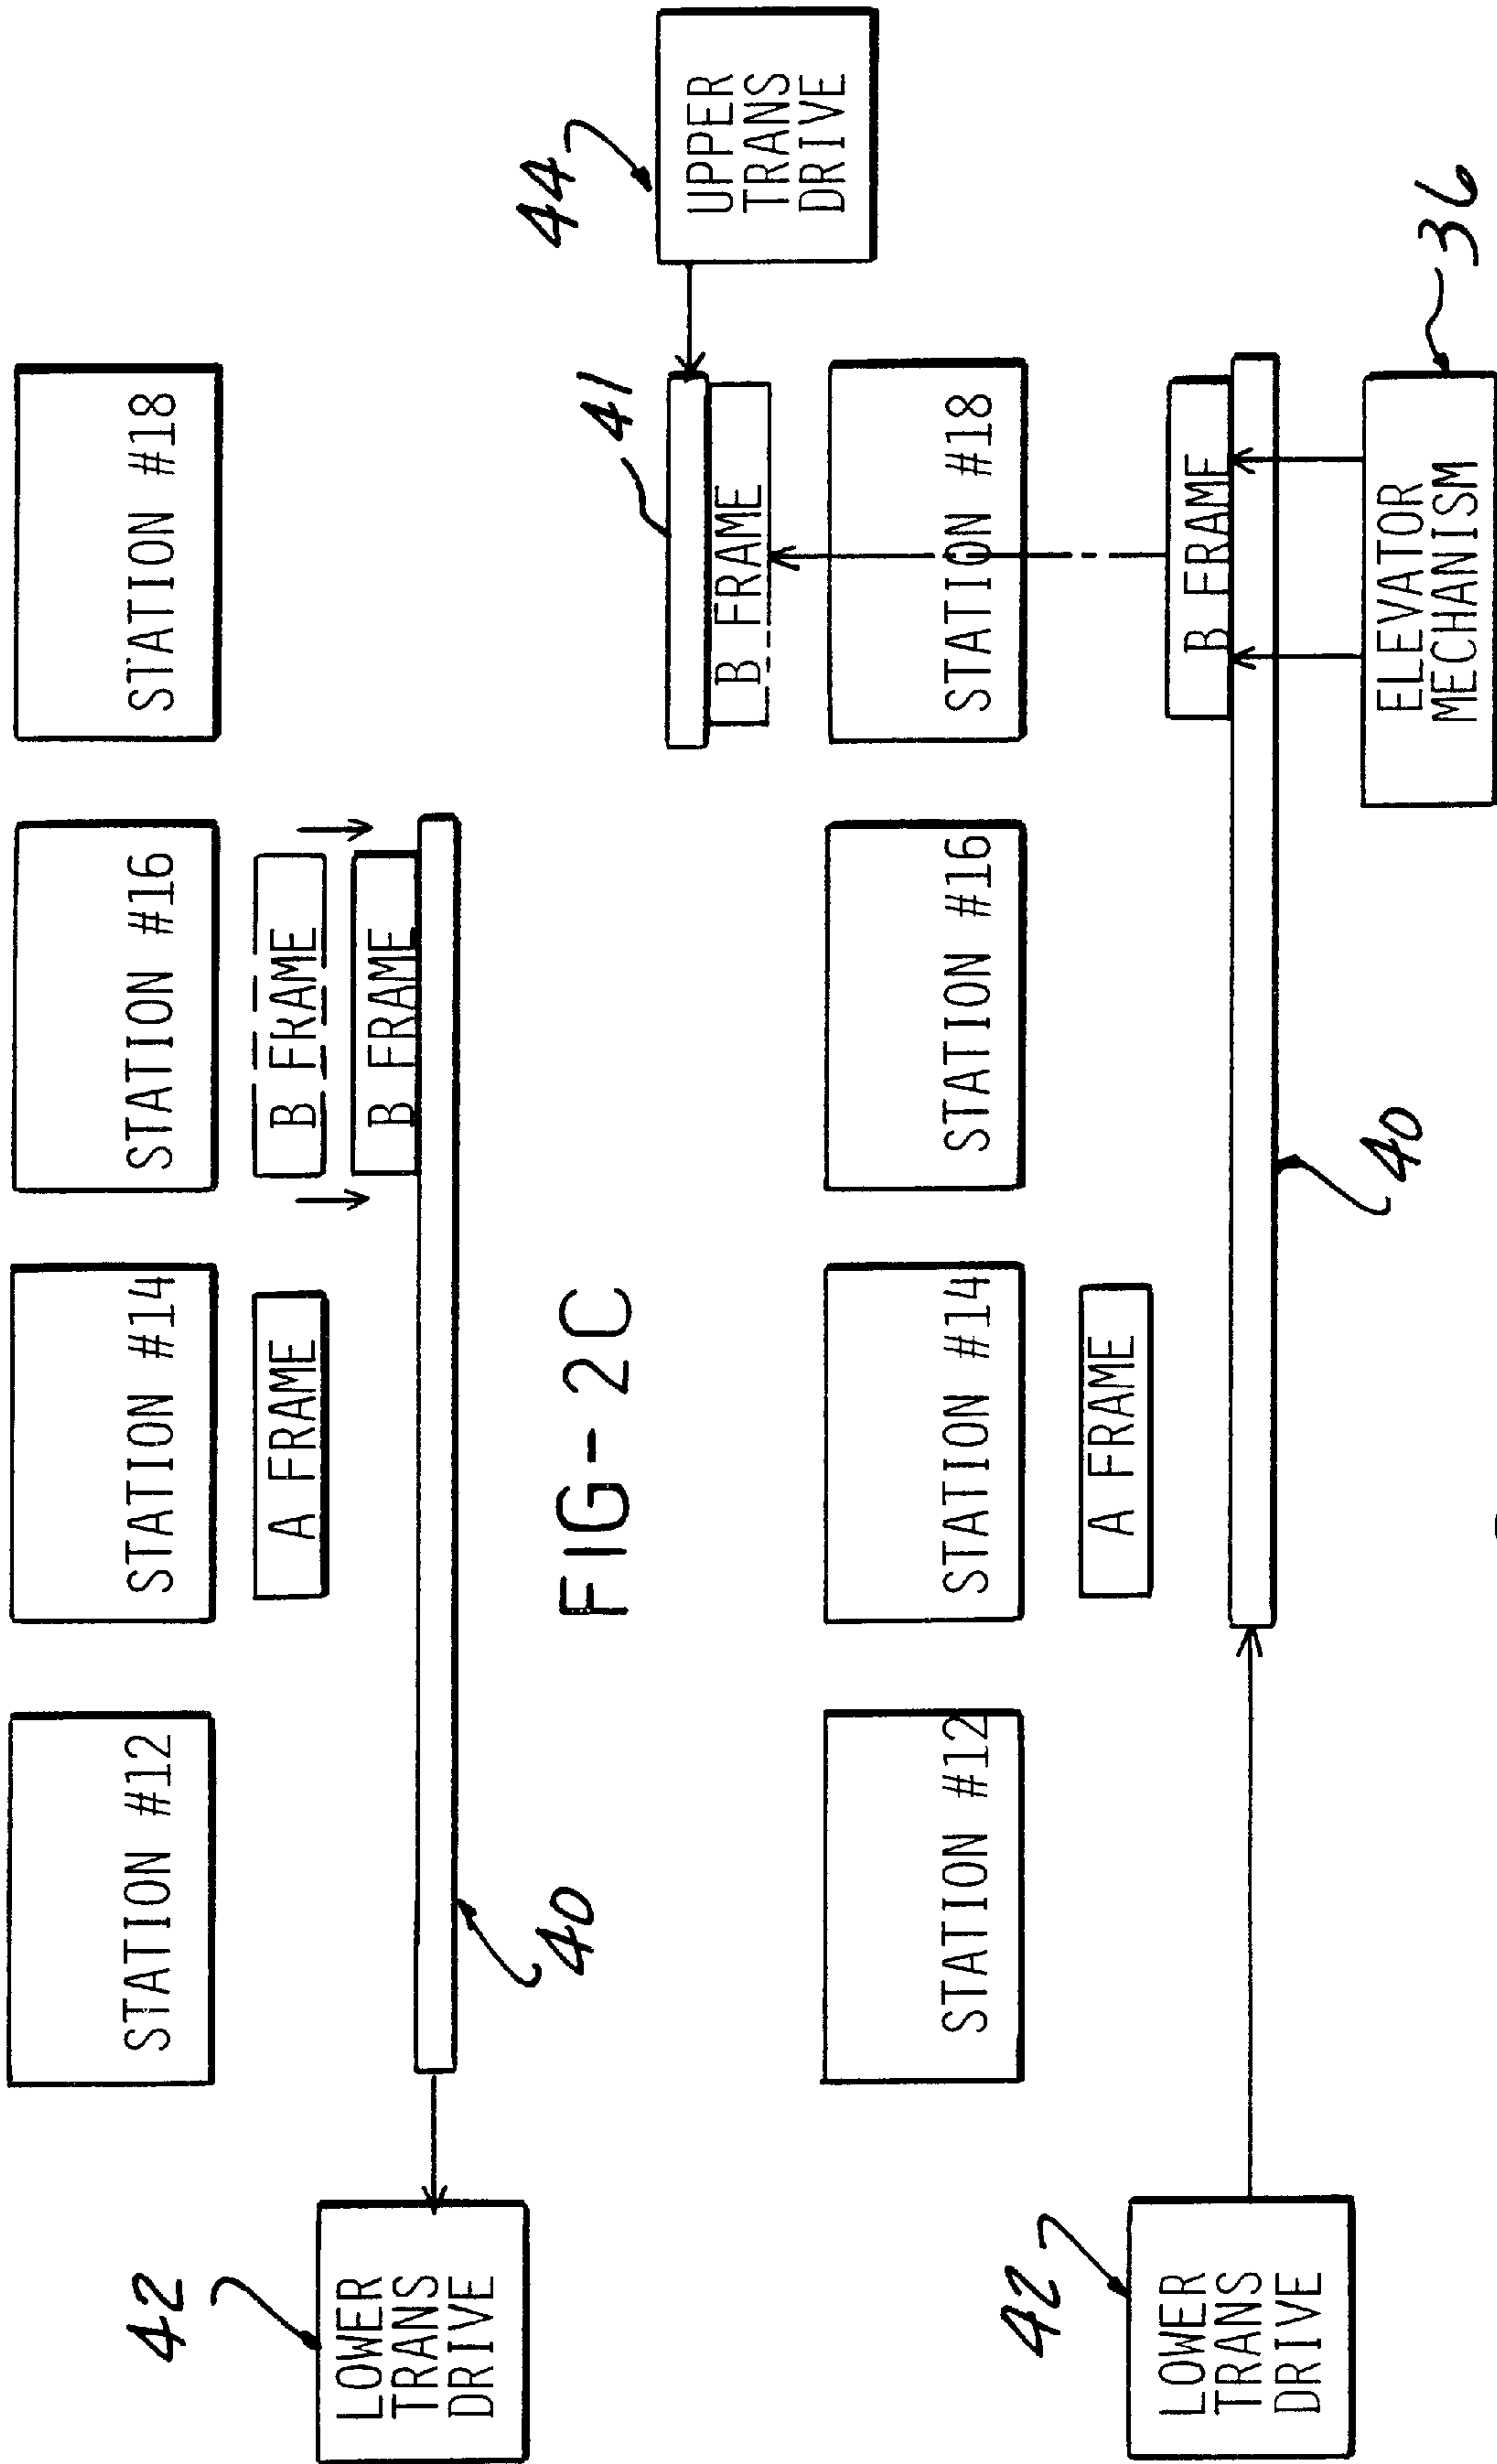 STATION #12
STATION #14
STATION #16
STATION #18
A FRAME
B FRAME
B FRAME
42
LOWER
TRANS
DRIVE
40
FIG- 2C
44
UPPER
TRANS
DRIVE
41
B FRAME
STATION #12
STATION #14
STATION #16
STATION #18
A FRAME
B FRAME
42
LOWER
TRANS
DRIVE
40
ELEVATOR
MECHANISM
36